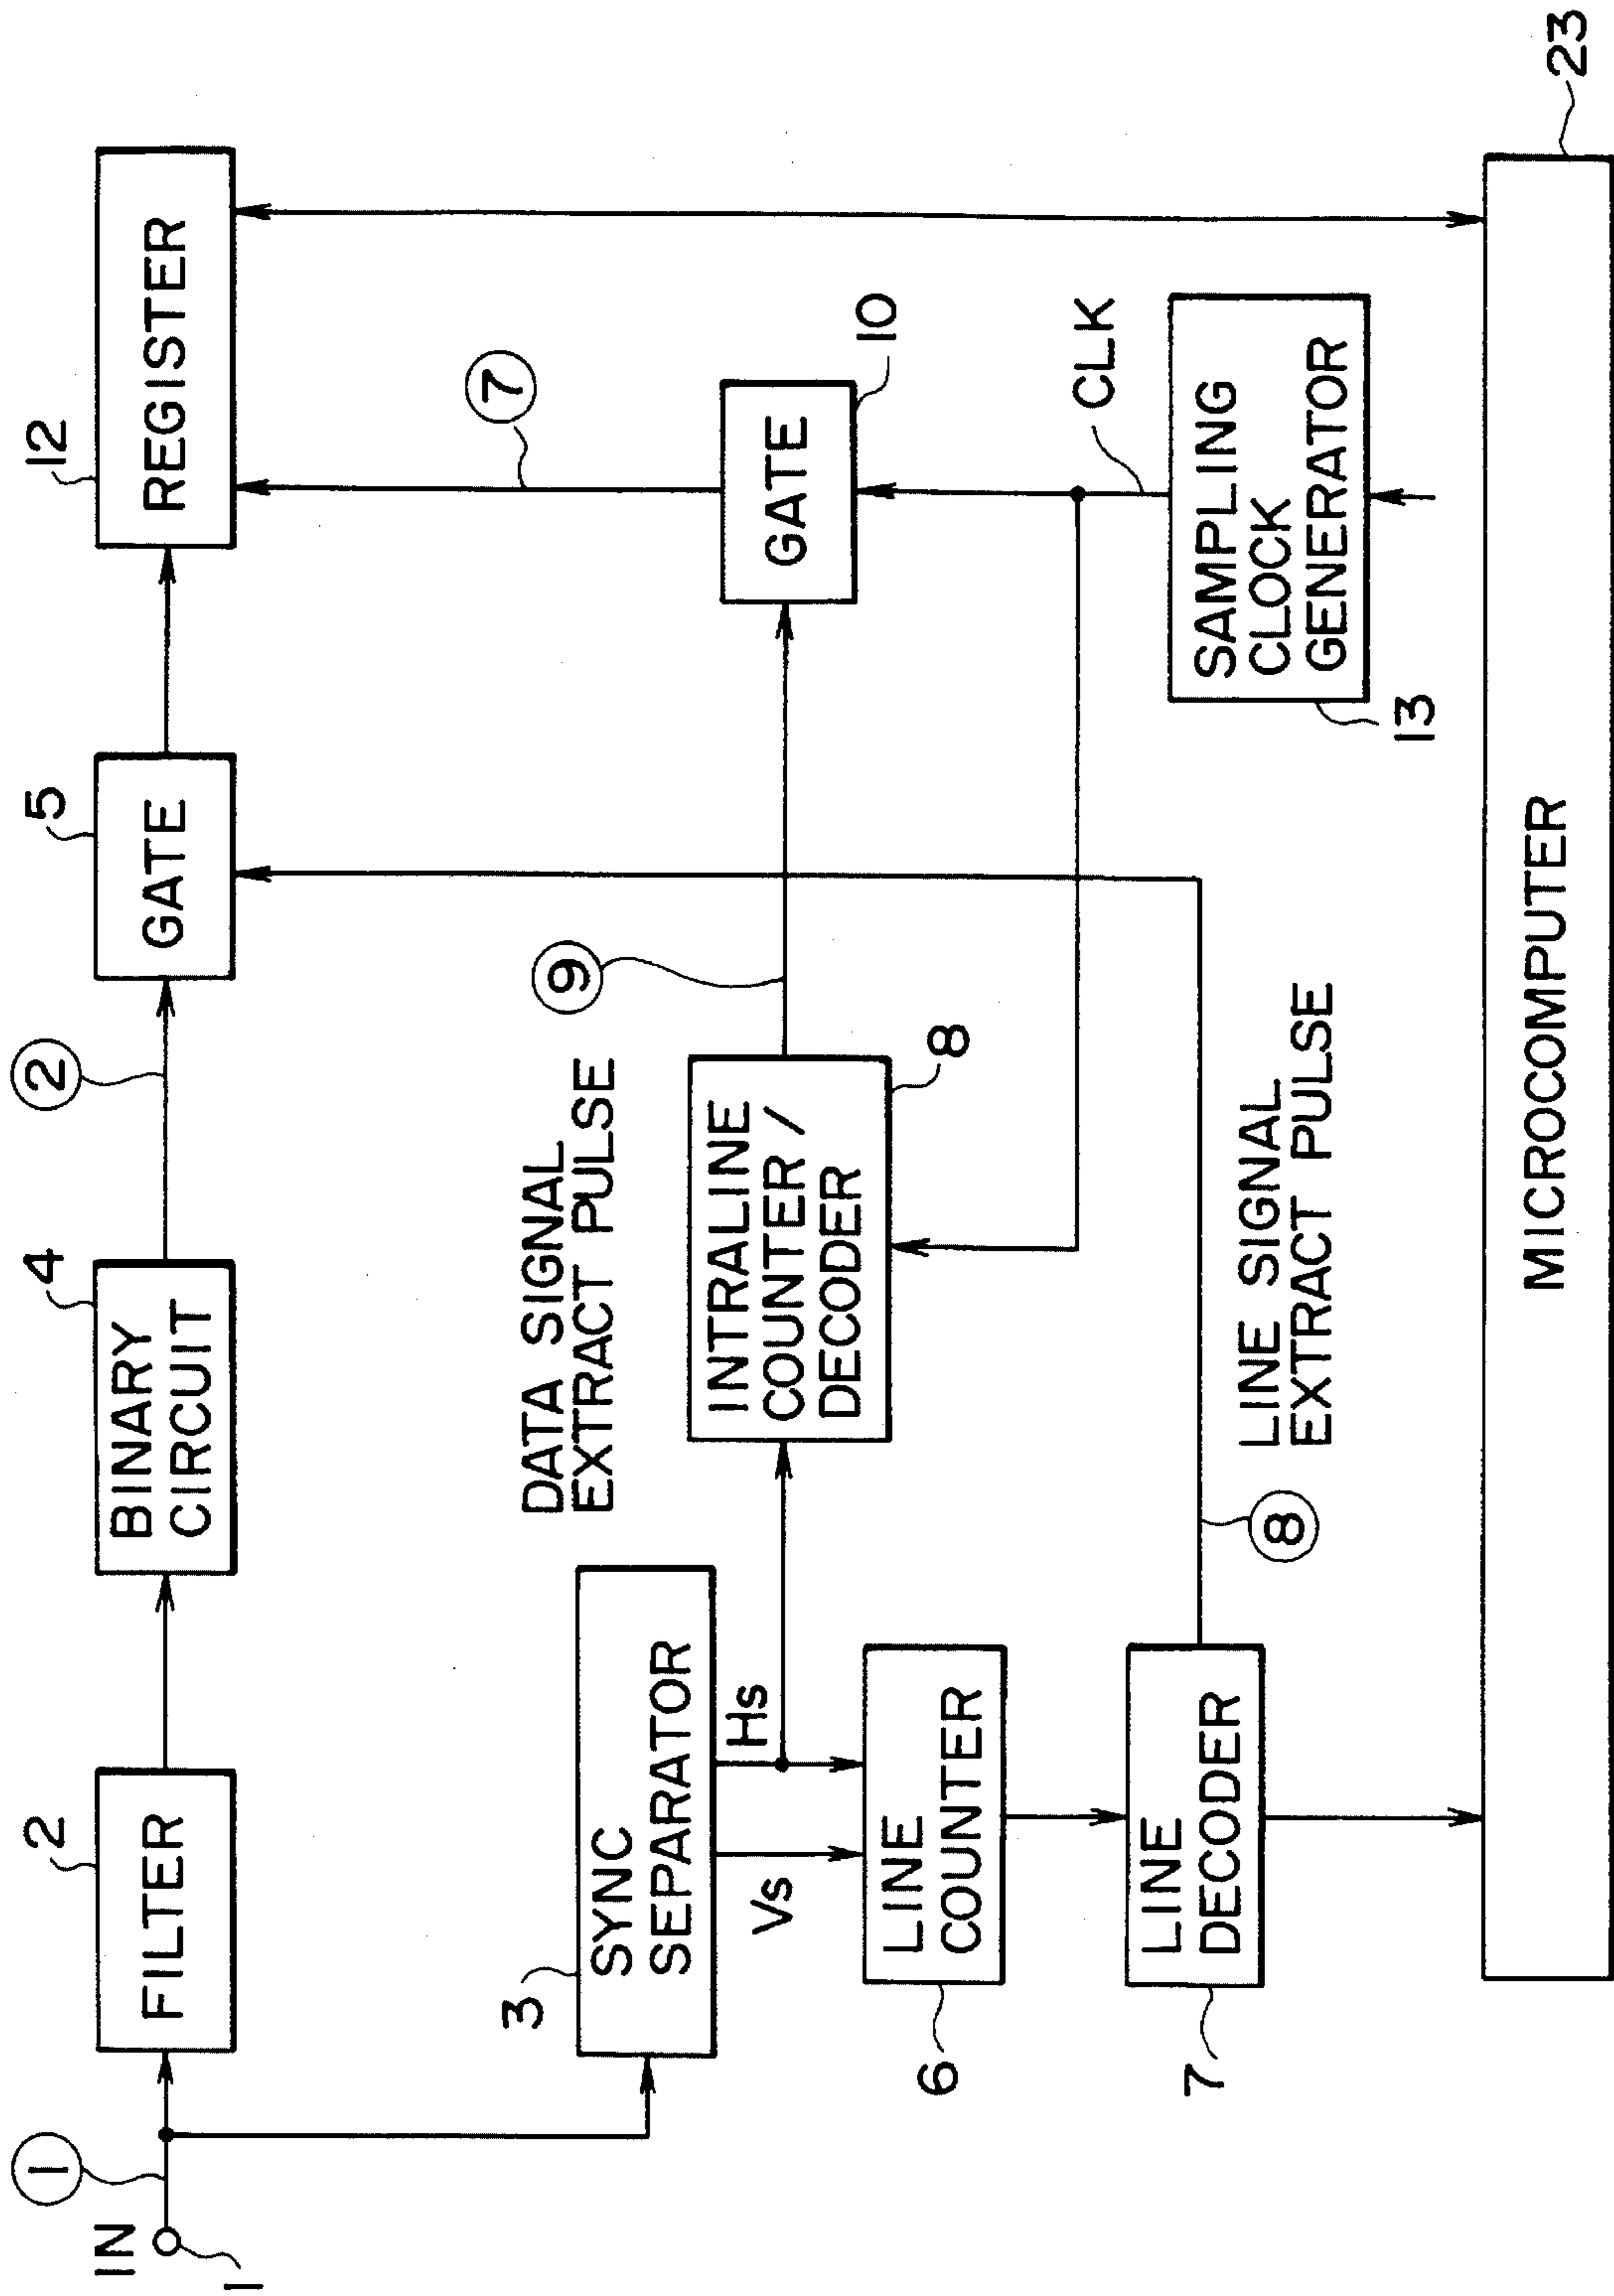 IN
1
①
2
FILTER
4
BINARY
CIRCUIT
②
5
GATE
12
REGISTER
3
SYNC
SEPARATOR
Vs
Hs
DATA SIGNAL
EXTRACT PULSE
⑨
INTRALINE
COUNTER/
DECODER
8
GATE
10
⑦
6
LINE
COUNTER
7
LINE
DECODER
⑧
LINE SIGNAL
EXTRACT PULSE
CLK
13
SAMPLING
CLOCK
GENERATOR
MICROCOMPUTER
23